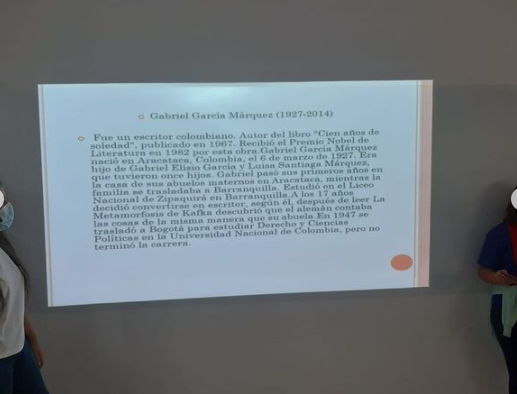 Gabriel García Márquez (1927-2014)
Fue un escritor colombiano. Autor del libro "Cien años de
soledad", publicado en 1967. Recibió el Premio Nobel de
Literatura en 1982 por esta obra.Gabriel García Márquez
nació en Aracataca, Colombia, el 6 de marzo de 1927. Era
hijo de Gabriel Elisio García y Luisa Santiaga Márquez,
que tuvieron once hijos. Gabriel pasó sus primeros años en
la casa de sus abuelos maternos en Aracataca, mientras la
familia se trasladaba a Barranquilla. Estudió en el Liceo
Nacional de Zipaquirá en Barranquilla.A los 17 años
decidió convertirse en escritor, según él, después de leer La
Metamorfosis de Kafka descubrió que el alemán contaba
las cosas de la misma manera que su abuela.En 1947 se
trasladó a Bogotá para estudiar Derecho y Ciencias
Políticas en la Universidad Nacional de Colombia, pero no
terminó la carrera.